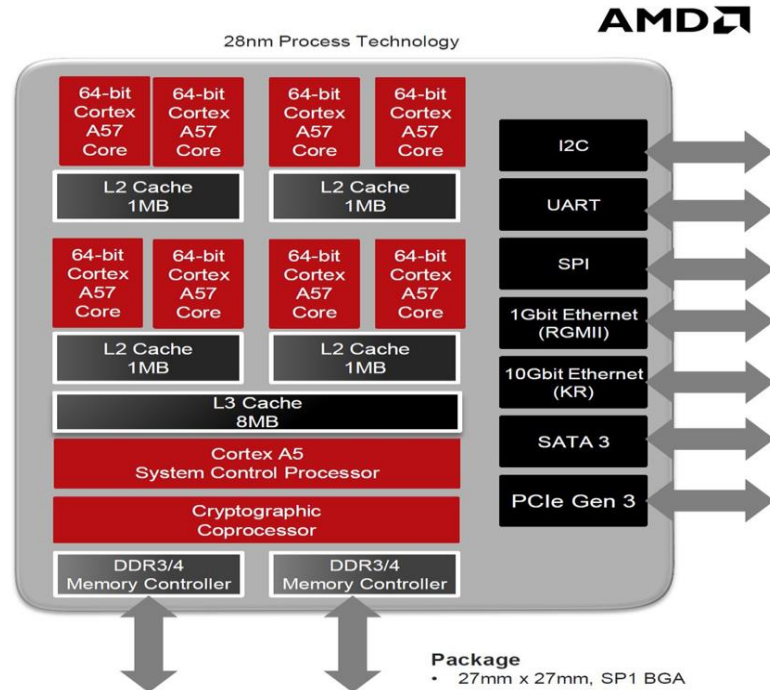 AMD
28nm Process Technology
64-bit
Cortex
A57
Core
64-bit
Cortex
A57
Core
64-bit
Cortex
A57
Core
64-bit
Cortex
A57
Core
L2 Cache
1MB
L2 Cache
1MB
64-bit
Cortex
A57
Core
64-bit
Cortex
A57
Core
64-bit
Cortex
A57
Core
64-bit
Cortex
A57
Core
L2 Cache
1MB
L2 Cache
1MB
L3 Cache
8MB
Cortex A5
System Control Processor
Cryptographic
Coprocessor
DDR3/4
Memory Controller
DDR3/4
Memory Controller
I2C
UART
SPI
1Gbit Ethernet
(RGMII)
10Gbit Ethernet
(KR)
SATA 3
PCIe Gen 3
Package
• 27mm x 27mm, SP1 BGA